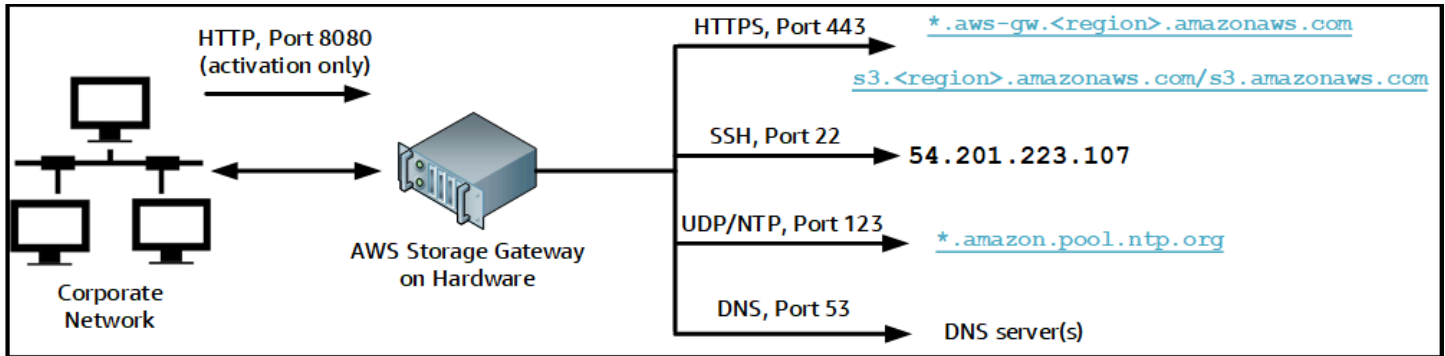 HTTP, Port 8080
(activation only)
Corporate
Network
AWS Storage Gateway
on Hardware
HTTPS, Port 443
*.aws-gw.<region>.amazonaws.com
s3.<region>.amazonaws.com/s3.amazonaws.com
SSH, Port 22
54.201.223.107
UDP/NTP, Port 123
*.amazon.pool.ntp.org
DNS, Port 53
DNS server(s)